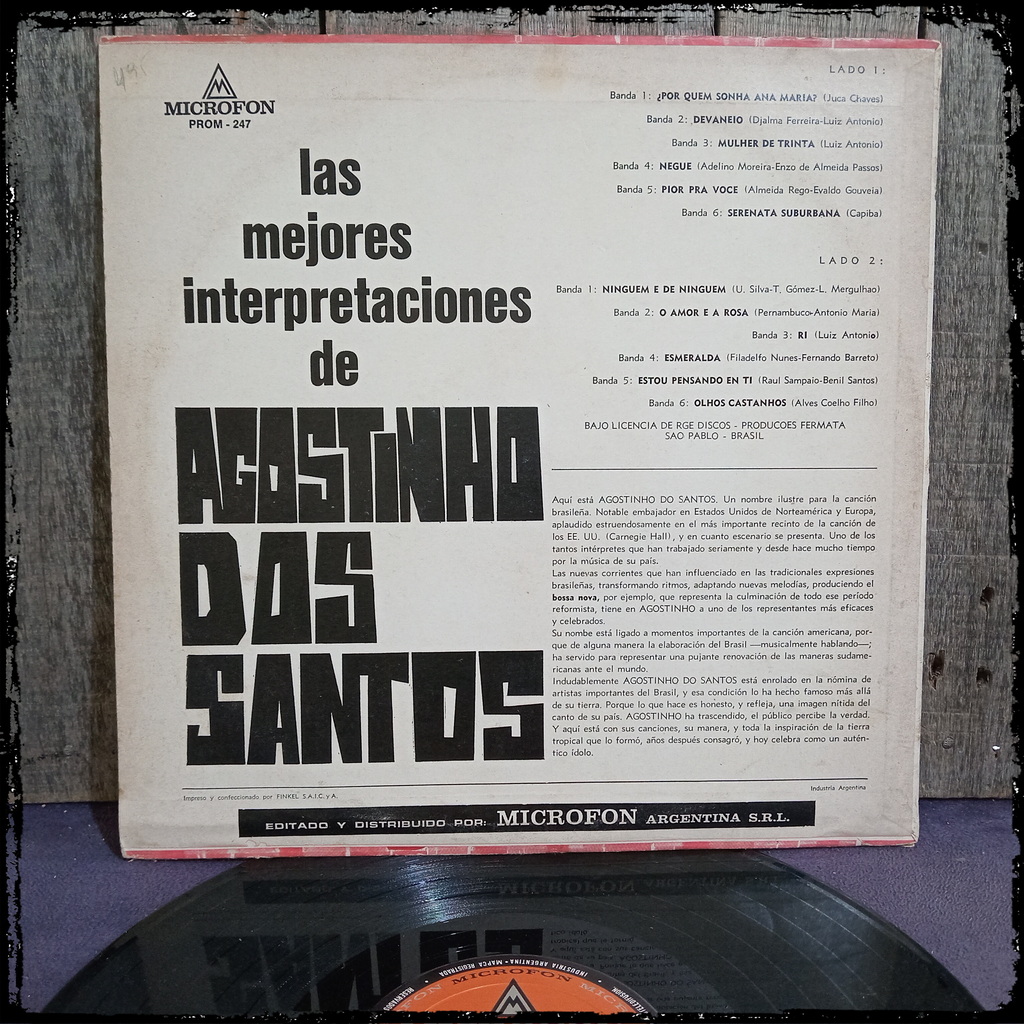 MICROFON
PROM - 247
las
mejores
interpretaciones
de
AGOSTINHO
DOS
SANTOS
LADO 1:
Banda 1: ¿POR QUEM SONHA ANA MARIA? (Juca Chaves)
Banda 2: DEVANEIO (Djalma Ferreira-Luiz Antonio)
Banda 3: MULHER DE TRINTA (Luiz Antonio)
Banda 4: NEGUE (Adelino Moreira-Enzo de Almeida Passos)
Banda 5: PIOR PRA VOCE (Almeida Rego-Evaldo Gouveia)
Banda 6: SERENATA SUBURBANA (Capiba)
LADO 2:
Banda 1: NINGUEM E DE NINGUEM (U. Silva-T. Gómez-L. Mergulhao)
Banda 2: O AMOR E A ROSA (Pernambuco-Antonio Maria)
Banda 3: RI (Luiz Antonio)
Banda 4: ESMERALDA (Filadelfo Nunes-Fernando Barreto)
Banda 5: ESTOU PENSANDO EN TI (Raul Sampaio-Benil Santos)
Banda 6: OLHOS CASTANHOS (Alves Coelho Filho)
BAJO LICENCIA DE RGE DISCOS - PRODUCOES FERMATA
SAO PABLO - BRASIL
Aquí está AGOSTINHO DO SANTOS. Un nombre ilustre para la canción
brasileña. Notable embajador en Estados Unidos de Norteamérica y Europa,
aplaudido estruendosamente en el más importante recinto de la canción de
los EE. UU. (Carnegie Hall), y en cuanto escenario se presenta. Uno de los
tantos intérpretes que han trabajado seriamente y desde hace mucho tiempo
por la música de su país.
Las nuevas corrientes que han influenciado en las tradicionales expresiones
brasileñas, transformando ritmos, adaptando nuevas melodías, produciendo el
bossa nova, por ejemplo, que representa la culminación de todo ese período
reformista, tiene en AGOSTINHO a uno de los representantes más eficaces
y celebrados.
Su nombre está ligado a momentos importantes de la canción americana, por-
que de alguna manera la elaboración del Brasil —musicalmente hablando—;
ha servido para representar una pujante renovación de las maneras sudame-
ricanas ante el mundo.
Indudablemente AGOSTINHO DO SANTOS está enrolado en la nómina de
artistas importantes del Brasil, y esa condición lo ha hecho famoso más allá
de su tierra. Porque lo que hace es honesto, y refleja, una imagen nítida del
canto de su país. AGOSTINHO ha trascendido, el público percibe la verdad.
Y aquí está con sus canciones, su manera, y toda la inspiración de la tierra
tropical que lo formó, años después consagró, y hoy celebra como un autén-
tico ídolo.
Impreso y confeccionado por FINKEL S.A.I.C. y A.
Industria Argentina
EDITADO Y DISTRIBUIDO POR: MICROFON ARGENTINA S.R.L.
INDUSTRIA ARGENTINA • MARCA REGISTRADA
MICROFON